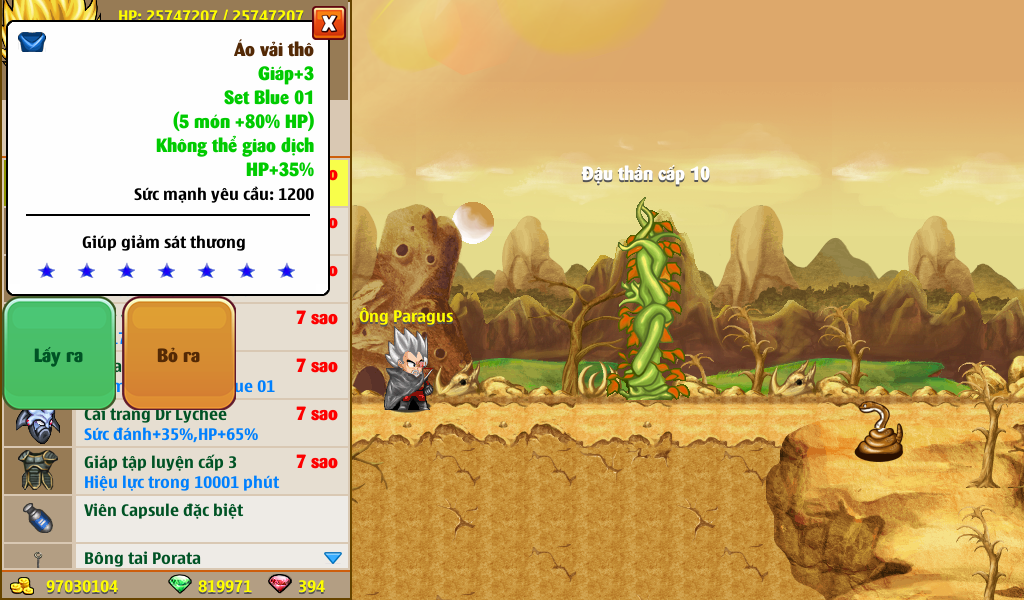 HP: 25747207 / 25747207
X
Áo vải thô
Giáp+3
Set Blue 01
(5 món +80% HP)
Không thể giao dịch
HP+35%
Sức mạnh yêu cầu: 1200
Giúp giảm sát thương
Lấy ra
Bỏ ra
7 sao
7 sao
ue 01
Cải trang Dr Lychee
7 sao
Sức đánh+35%,HP+65%
Giáp tập luyện cấp 3
7 sao
Hiệu lực trong 10001 phút
Viên Capsule đặc biệt
Bông tai Porata
97030104
819971
394
Đậu thần cấp 10
Ông Paragus